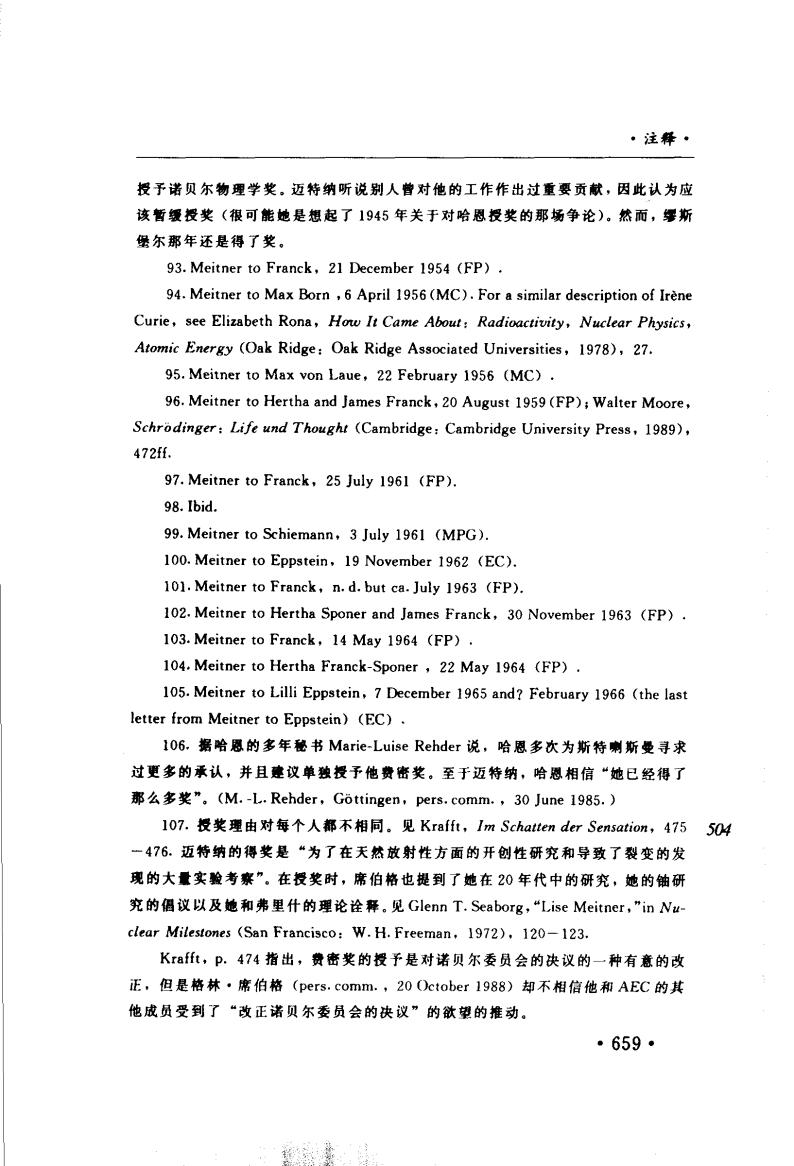 ·注释·
授予诺贝尔物理学奖。迈特纳听说别人曾对他的工作作出过重要贡献，因此认为应
该暂缓授奖（很可能她是想起了1945年关于对哈恩授奖的那场争论）。然而，缪斯
堡尔那年还是得了奖。
93. Meitner to Franck, 21 December 1954 (FP) .
94. Meitner to Max Born , 6 April 1956 (MC). For a similar description of Irène
Curie, see Elizabeth Rona, How It Came About: Radioactivity, Nuclear Physics,
Atomic Energy (Oak Ridge: Oak Ridge Associated Universities, 1978), 27.
95. Meitner to Max von Laue, 22 February 1956 (MC) .
96. Meitner to Hertha and James Franck, 20 August 1959 (FP); Walter Moore,
Schrödinger: Life und Thought (Cambridge: Cambridge University Press, 1989),
472ff.
97. Meitner to Franck, 25 July 1961 (FP).
98. Ibid.
99. Meitner to Schiemann, 3 July 1961 (MPG).
100. Meitner to Eppstein, 19 November 1962 (EC).
101. Meitner to Franck, n. d. but ca. July 1963 (FP).
102. Meitner to Hertha Sponer and James Franck, 30 November 1963 (FP) .
103. Meitner to Franck, 14 May 1964 (FP) .
104. Meitner to Hertha Franck-Sponer , 22 May 1964 (FP) .
105. Meitner to Lilli Eppstein, 7 December 1965 and? February 1966 (the last
letter from Meitner to Eppstein) (EC) .
106. 据哈恩的多年秘书 Marie-Luise Rehder 说，哈恩多次为斯特喇斯曼寻求
过更多的承认，并且建议单独授予他费密奖。至于迈特纳，哈恩相信“她已经得了
那么多奖”。(M. -L. Rehder, Göttingen, pers. comm. , 30 June 1985. )
107. 授奖理由对每个人都不相同。见 Krafft, Im Schatten der Sensation, 475
－476. 迈特纳的得奖是“为了在天然放射性方面的开创性研究和导致了裂变的发
现的大量实验考察”。在授奖时，席伯格也提到了她在20年代中的研究，她的铀研
究的倡议以及她和弗里什的理论诠释。见 Glenn T. Seaborg, “Lise Meitner,” in Nu-
clear Milestones (San Francisco: W. H. Freeman, 1972), 120－123.
Krafft, p. 474 指出，费密奖的授予是对诺贝尔委员会的决议的一种有意的改
正，但是格林·席伯格 (pers. comm. , 20 October 1988) 却不相信他和 AEC 的其
他成员受到了“改正诺贝尔委员会的决议”的欲望的推动。
504
·659·